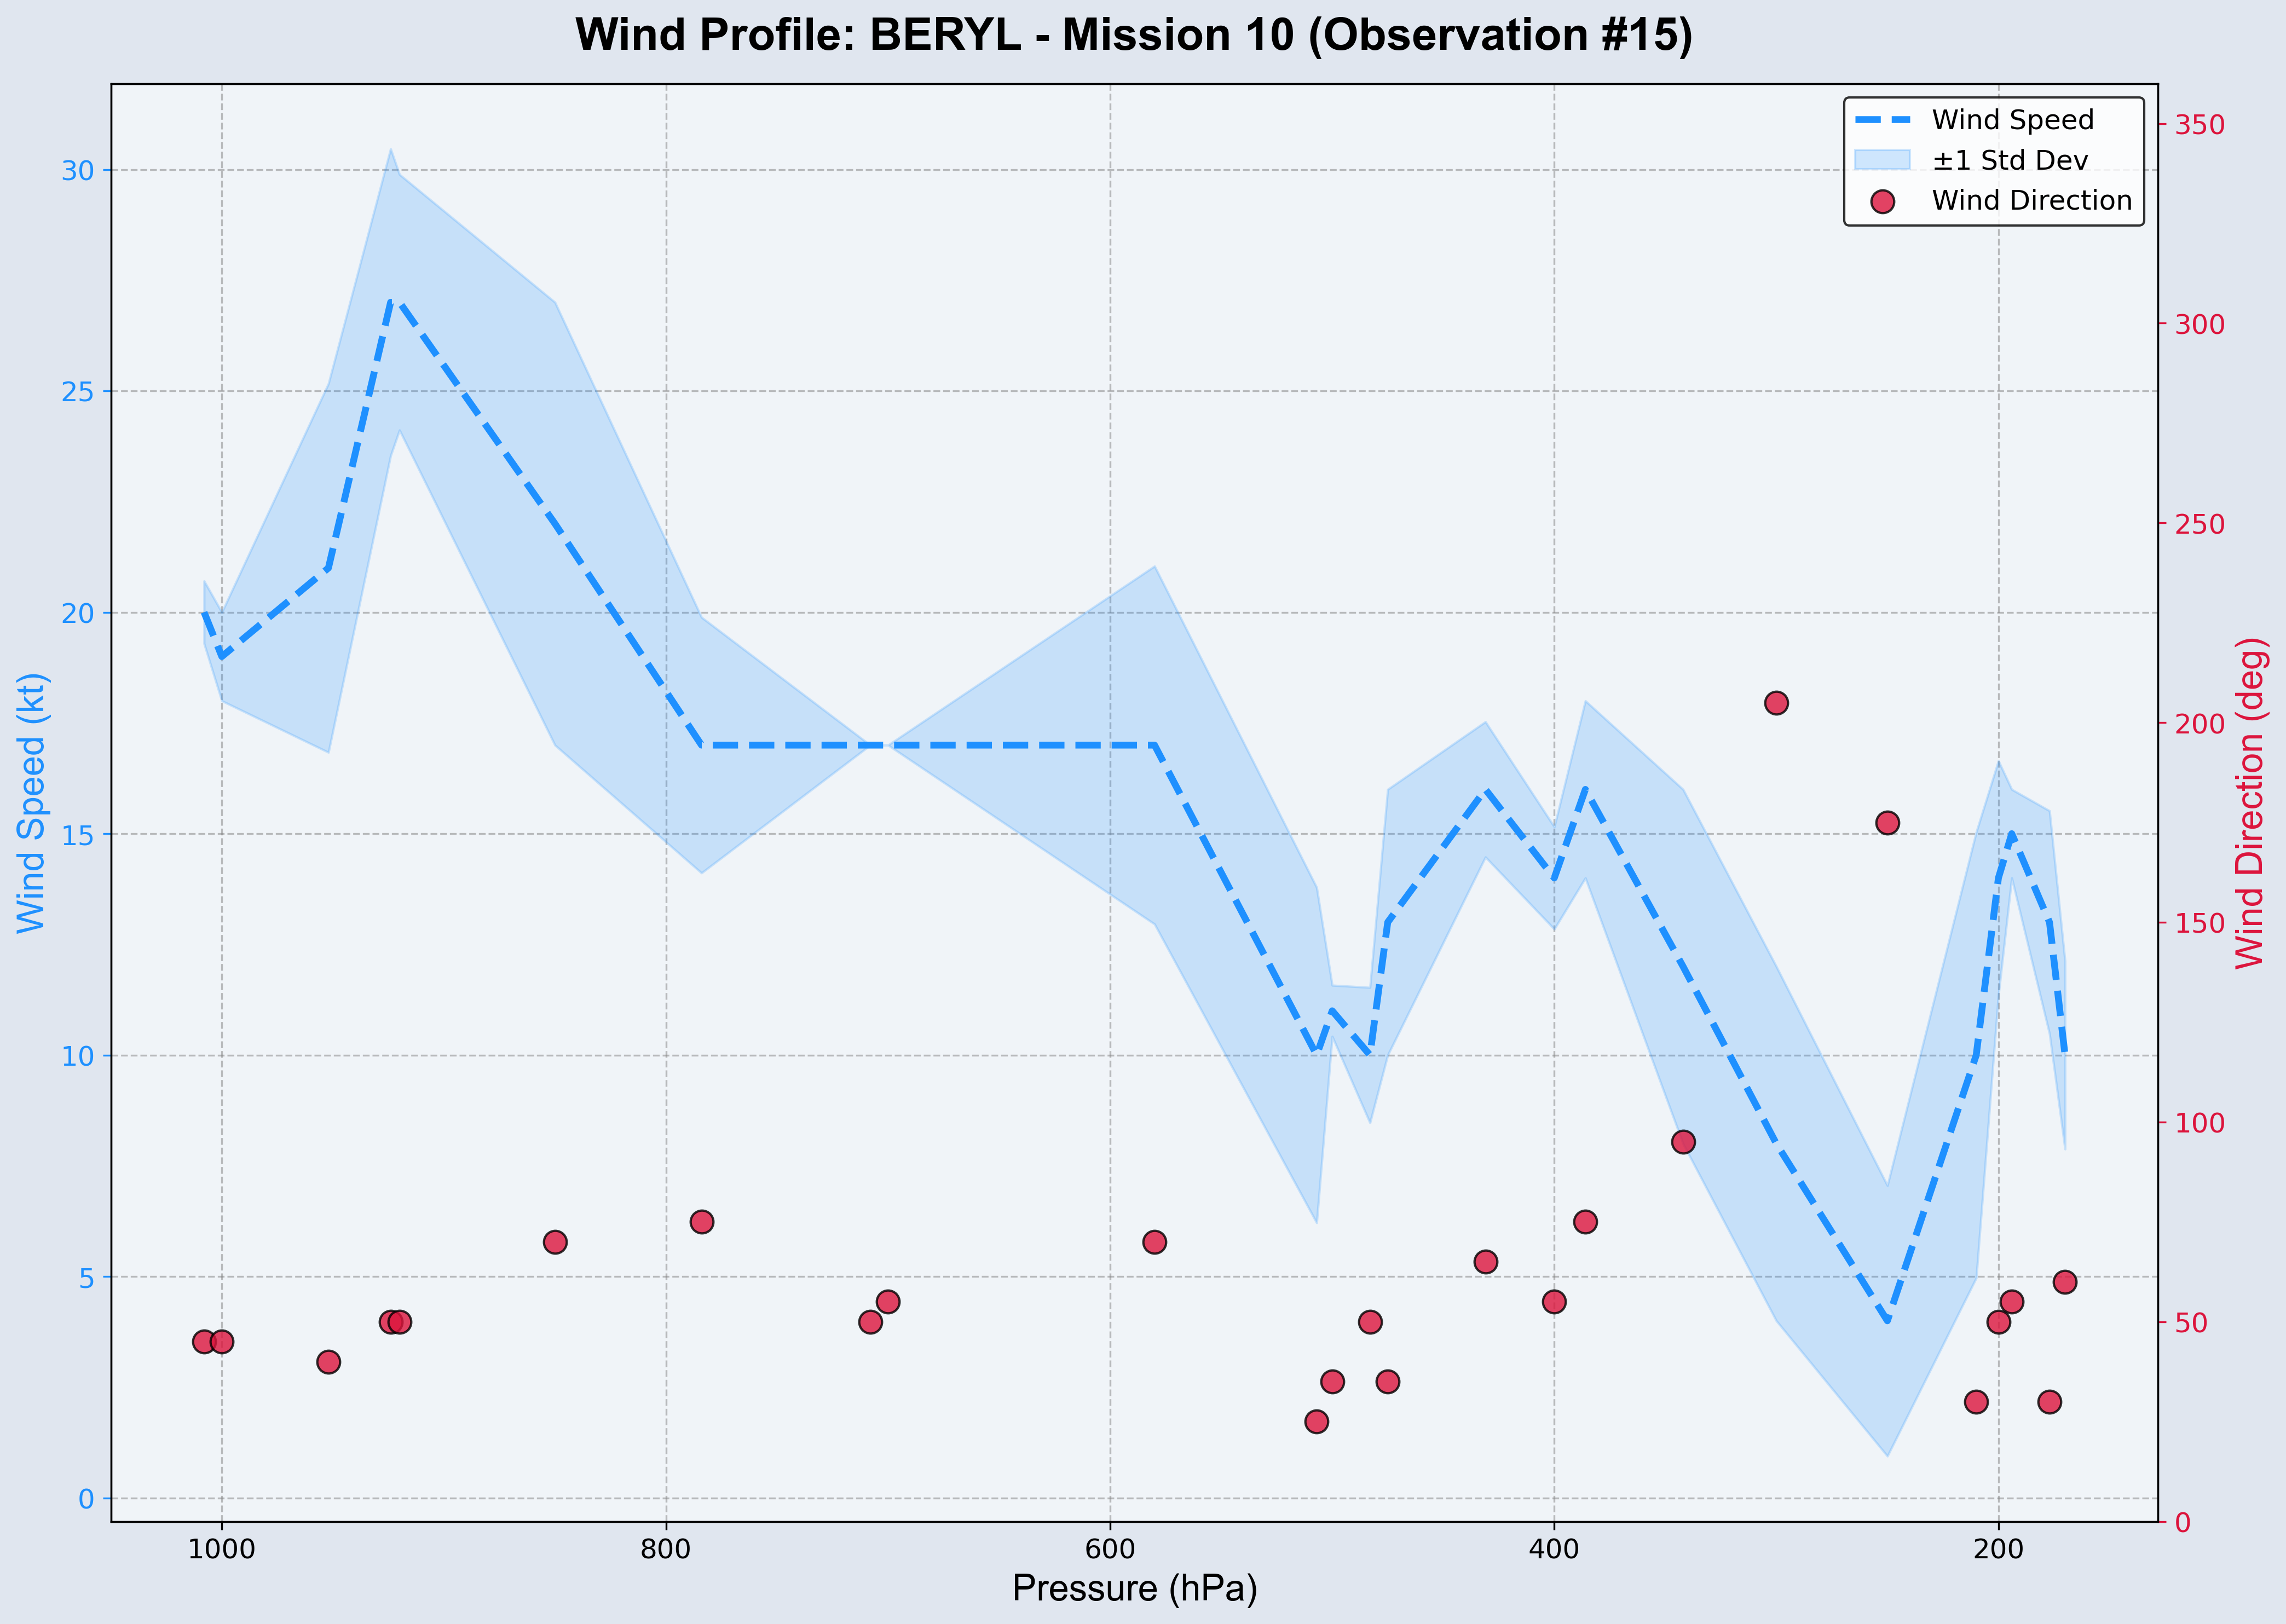 Wind Profile: BERYL - Mission 10 (Observation #15)
Wind Speed
±1 Std Dev
Wind Direction
30
25
20
15
10
5
0
Wind Speed (kt)
350
300
250
200
150
100
50
0
Wind Direction (deg)
1000 800 600 400 200
Pressure (hPa)